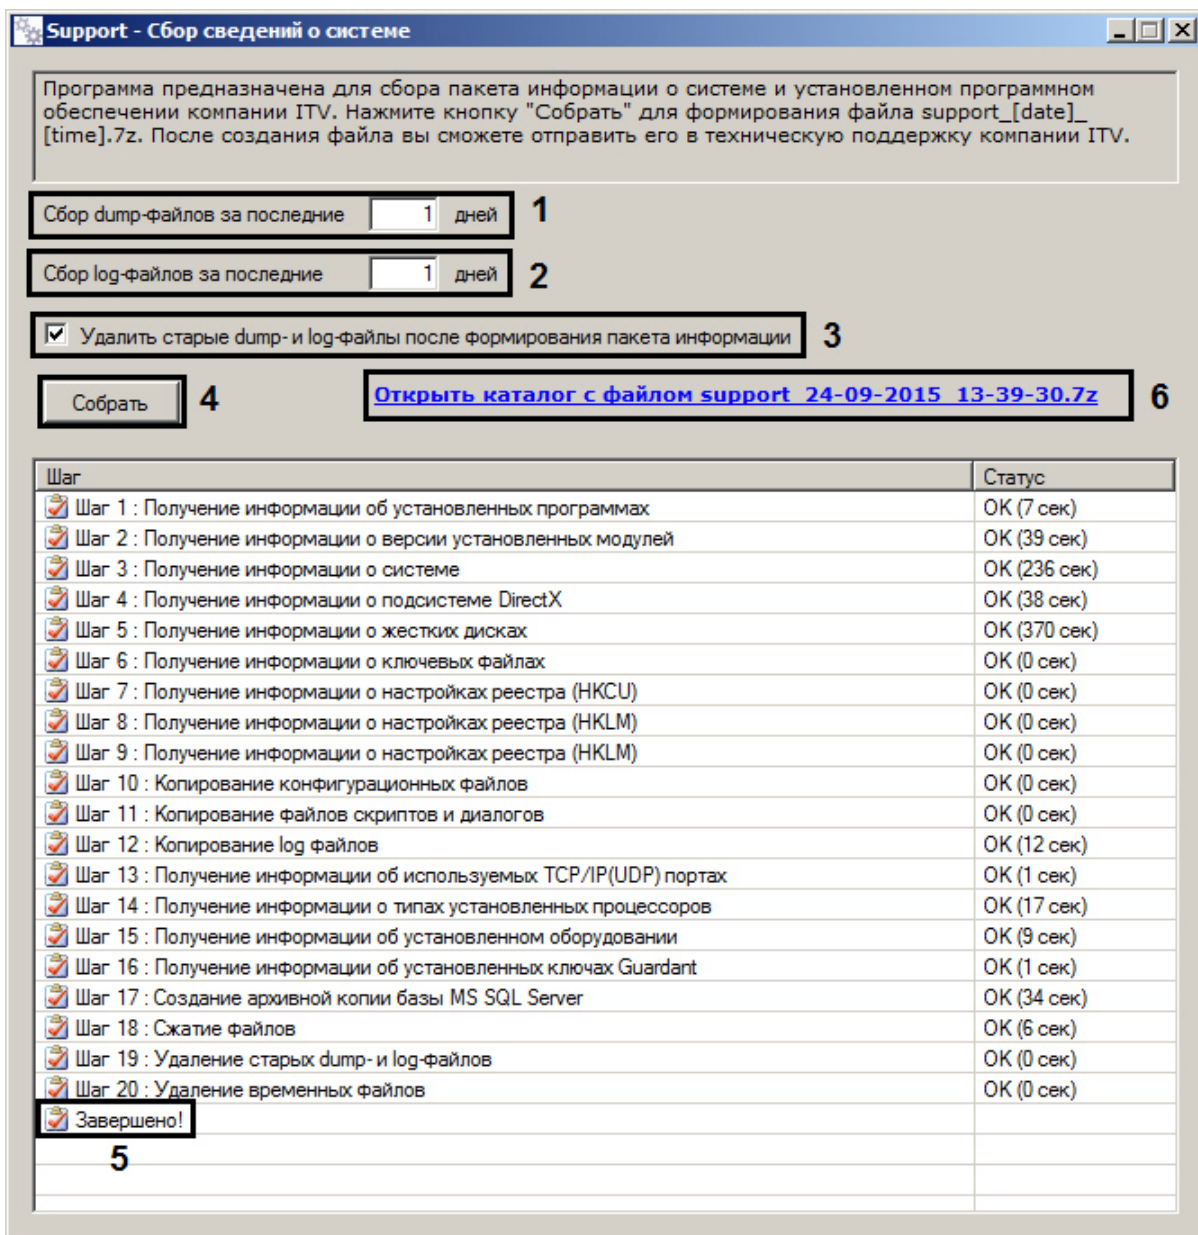 Support - Сбор сведений о системе
Программа предназначена для сбора пакета информации о системе и установленном программном
обеспечении компании ITV. Нажмите кнопку "Собрать" для формирования файла support_[date]_
[time].7z. После создания файла вы сможете отправить его в техническую поддержку компании ITV.
Сбор dump-файлов за последние 1 дней 1
Сбор log-файлов за последние 1 дней 2
Удалить старые dump- и log-файлы после формирования пакета информации 3
Собрать 4 Открыть каталог с файлом support_24-09-2015_13-39-30.7z 6
Шаг Статус
Шаг 1 : Получение информации об установленных программах OK (7 сек)
Шаг 2 : Получение информации о версии установленных модулей OK (39 сек)
Шаг 3 : Получение информации о системе OK (236 сек)
Шаг 4 : Получение информации о подсистеме DirectX OK (38 сек)
Шаг 5 : Получение информации о жестких дисках OK (370 сек)
Шаг 6 : Получение информации о ключевых файлах OK (0 сек)
Шаг 7 : Получение информации о настройках реестра (HKCU) OK (0 сек)
Шаг 8 : Получение информации о настройках реестра (HKLM) OK (0 сек)
Шаг 9 : Получение информации о настройках реестра (HKLM) OK (0 сек)
Шаг 10 : Копирование конфигурационных файлов OK (0 сек)
Шаг 11 : Копирование файлов скриптов и диалогов OK (0 сек)
Шаг 12 : Копирование log файлов OK (12 сек)
Шаг 13 : Получение информации об используемых TCP/IP(UDP) портах OK (1 сек)
Шаг 14 : Получение информации о типах установленных процессоров OK (17 сек)
Шаг 15 : Получение информации об установленном оборудовании OK (9 сек)
Шаг 16 : Получение информации об установленных ключах Guardant OK (1 сек)
Шаг 17 : Создание архивной копии базы MS SQL Server OK (34 сек)
Шаг 18 : Сжатие файлов OK (6 сек)
Шаг 19 : Удаление старых dump- и log-файлов OK (0 сек)
Шаг 20 : Удаление временных файлов OK (0 сек)
Завершено!
5